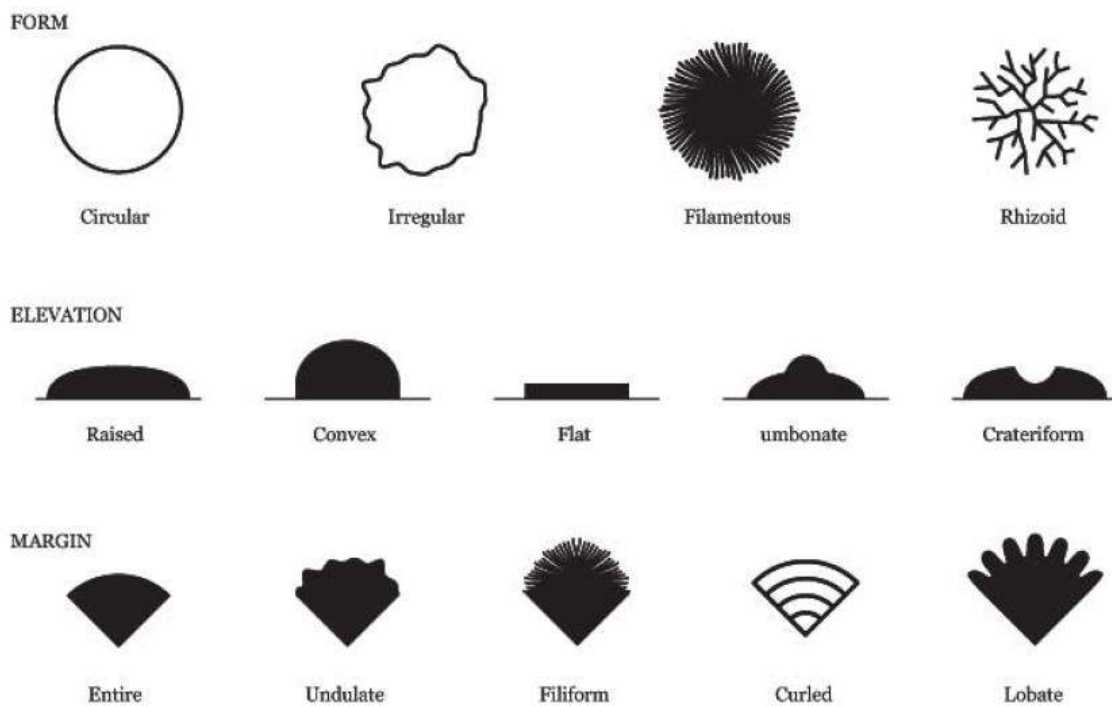 FORM
Circular Irregular Filamentous Rhizoid
ELEVATION
Raised Convex Flat umbonate Crateriform
MARGIN
Entire Undulate Filiform Curled Lobate